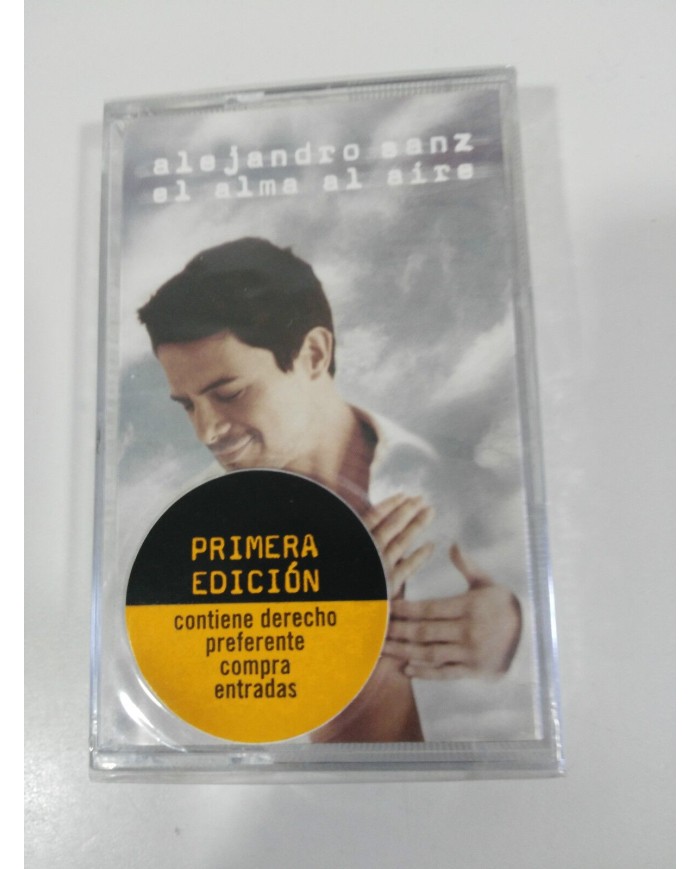 alejandro sanz
el alma al aire
PRIMERA
EDICIÓN
contiene derecho
preferente
compra
entradas